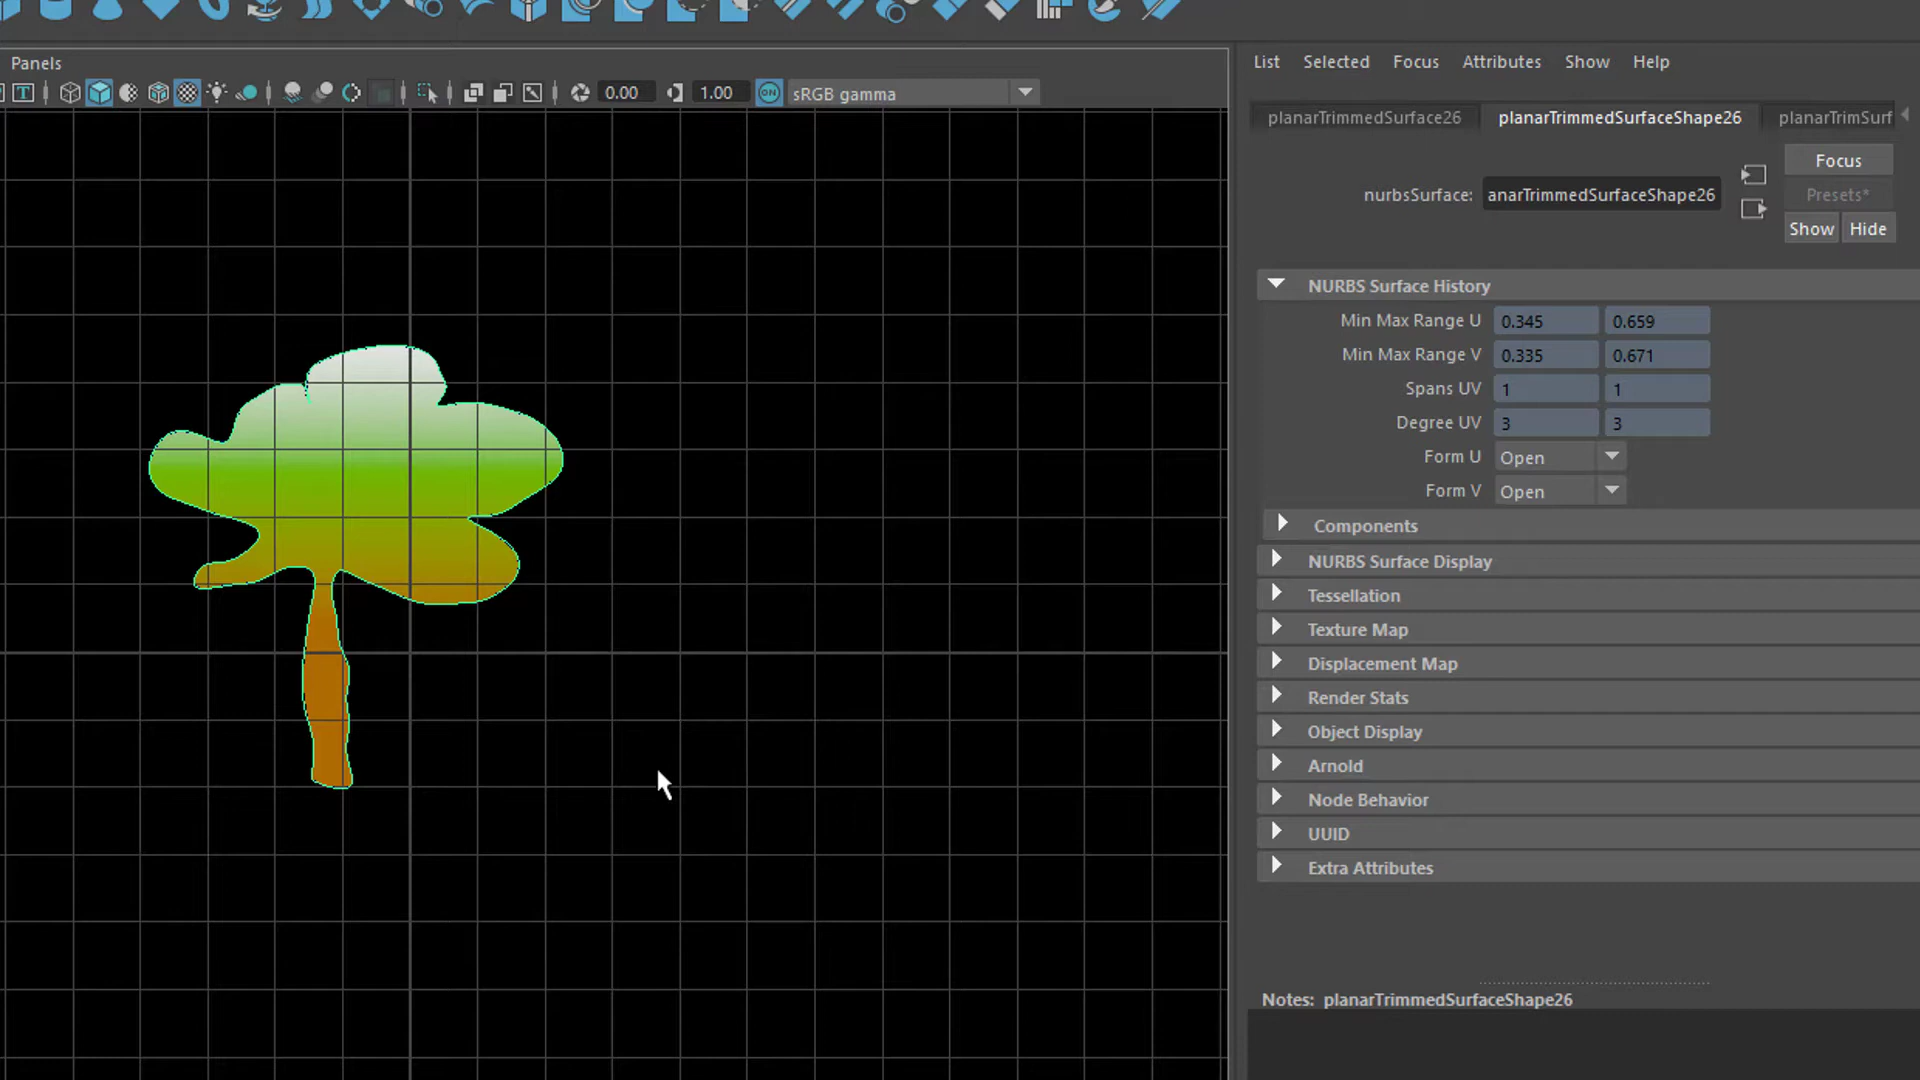 Panels
T
0.00
1.00
ON
sRGB gamma
List Selected Focus Attributes Show Help
planarTrimmedSurface26 planarTrimmedSurfaceShape26 planarTrimSurf
Focus
nurbsSurface: anarTrimmedSurfaceShape26
Presets*
Show Hide
NURBS Surface History
Min Max Range U 0.345 0.659
Min Max Range V 0.335 0.671
Spans UV 1 1
Degree UV 3 3
Form U Open
Form V Open
Components
NURBS Surface Display
Tessellation
Texture Map
Displacement Map
Render Stats
Object Display
Arnold
Node Behavior
UUID
Extra Attributes
Notes: planarTrimmedSurfaceShape26